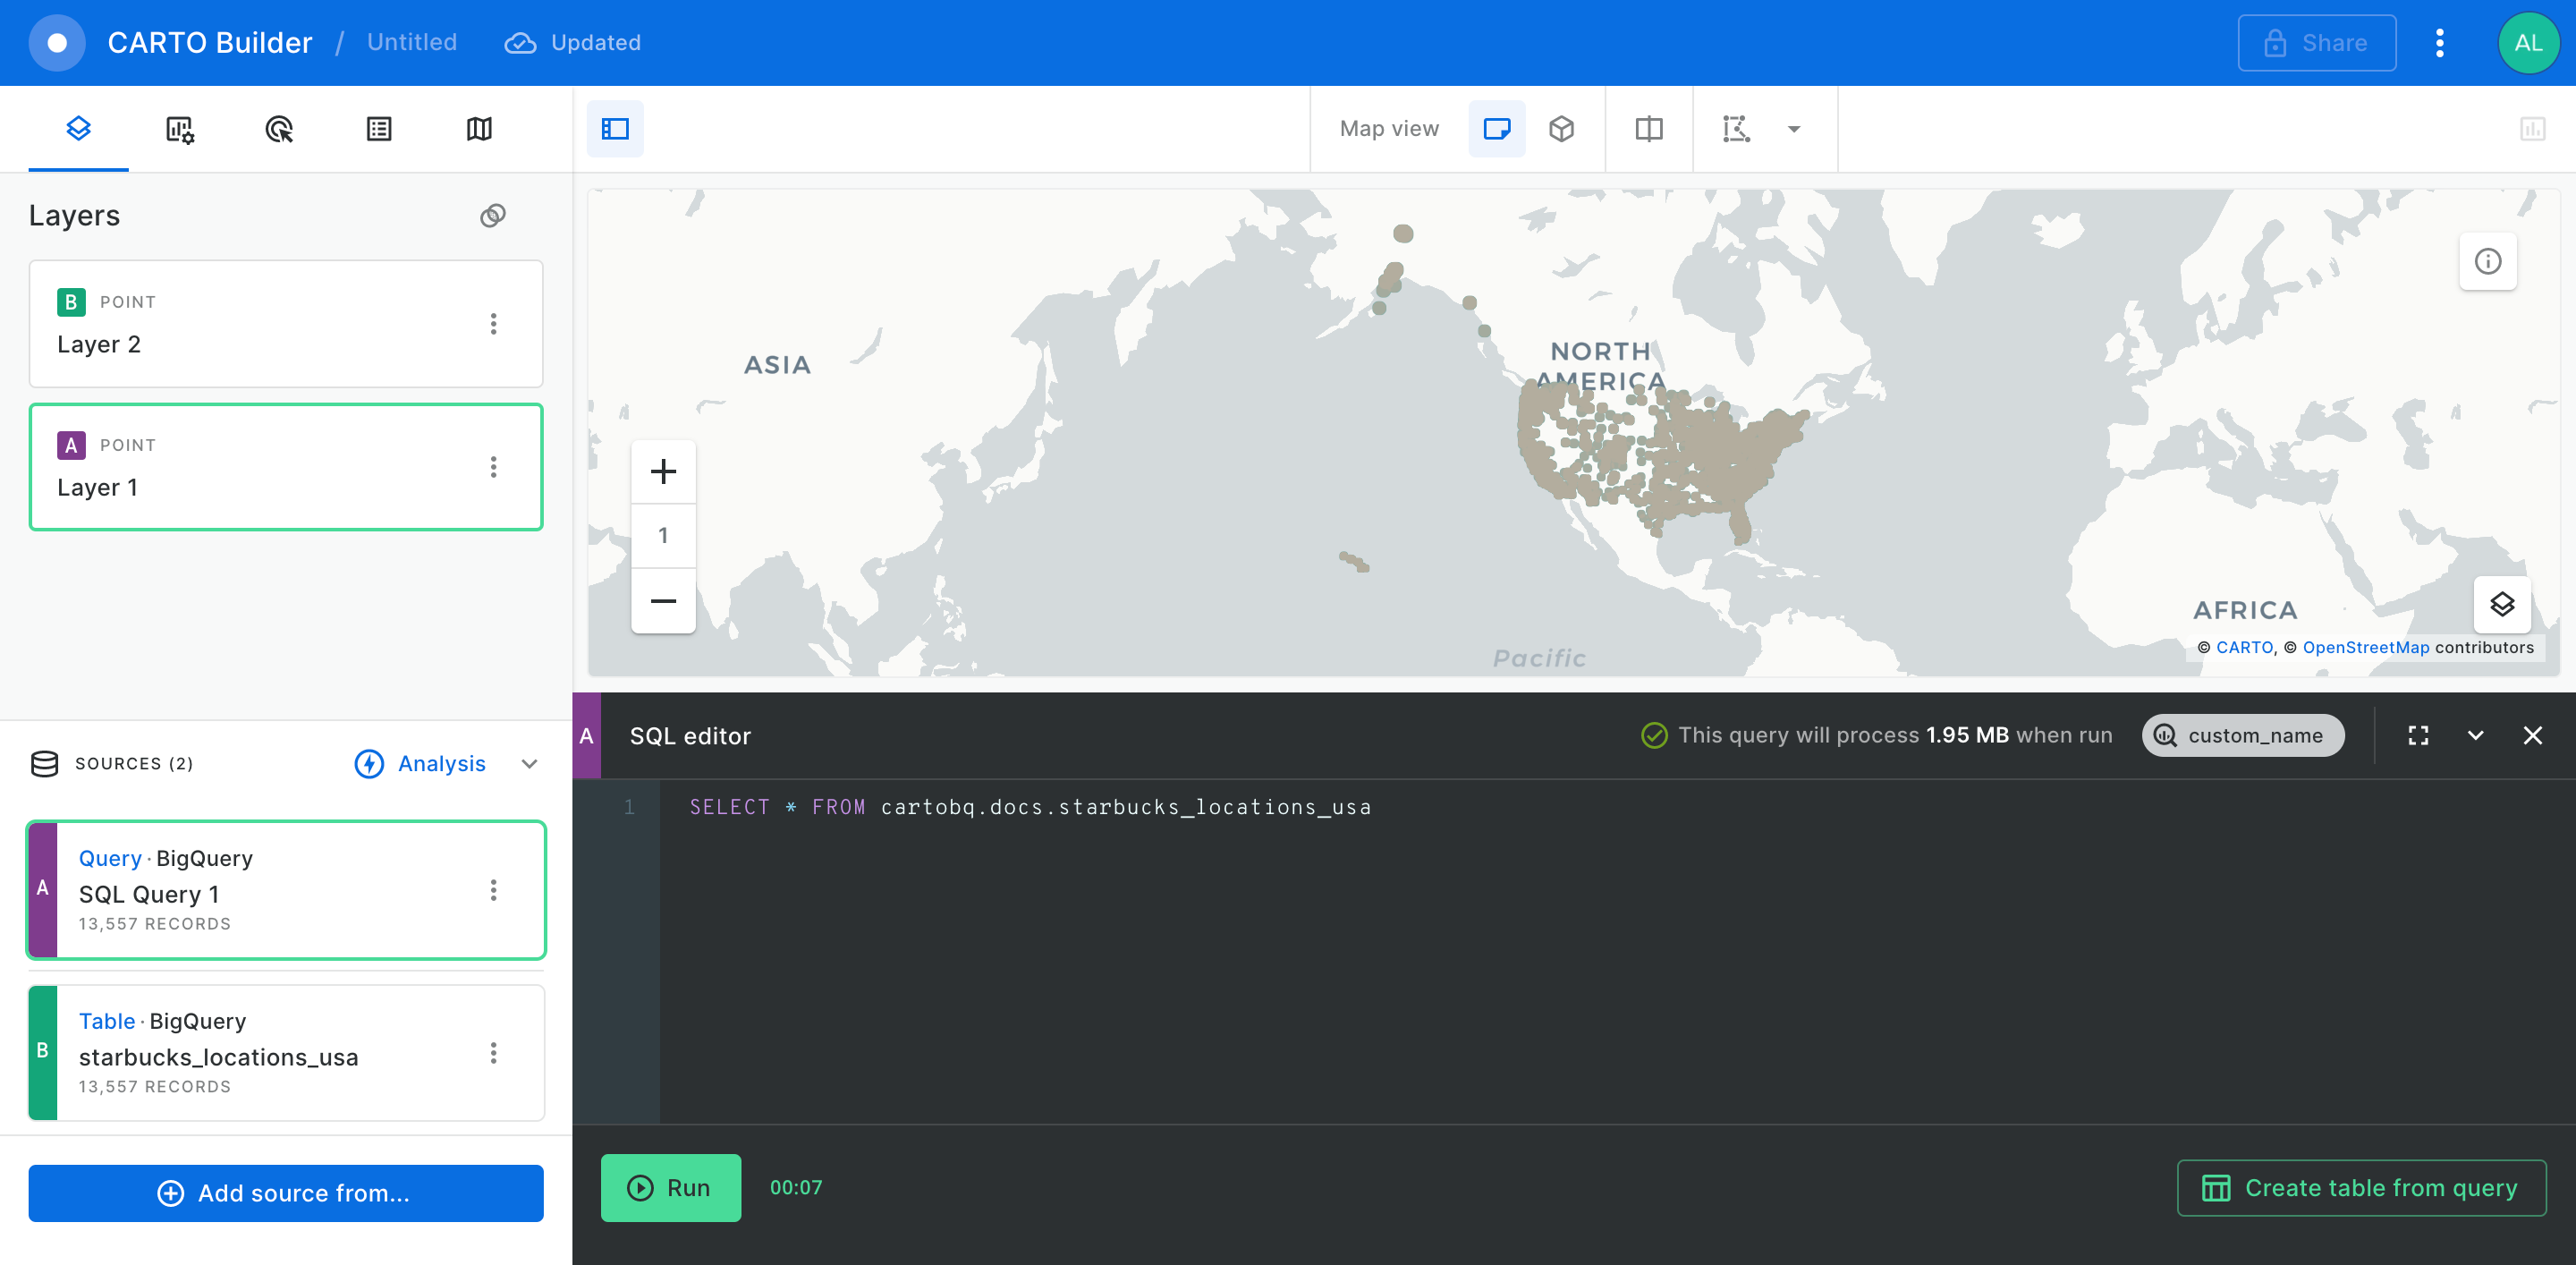 CARTO Builder / Untitled Updated Share AL
Map view
Layers
B POINT
Layer 2
A POINT
Layer 1
ASIA
NORTH
AMERICA
AFRICA
Pacific
1
© CARTO, © OpenStreetMap contributors
SOURCES (2) Analysis
A
Query · BigQuery
SQL Query 1
13,557 RECORDS
B
Table · BigQuery
starbucks_locations_usa
13,557 RECORDS
Add source from...
A SQL editor This query will process 1.95 MB when run custom_name
1 SELECT * FROM cartobq.docs.starbucks_locations_usa
Run 00:07 Create table from query